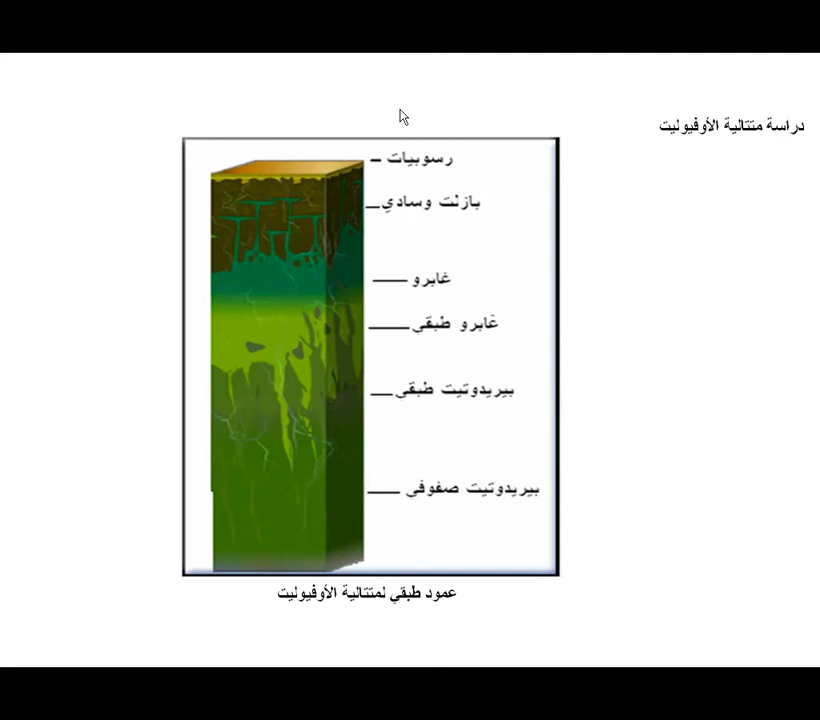 دراسة متتالية الأوفيوليت
رسوبيات
بازلت وسادي
غابرو
غابرو طبقي
بيريدوتيت طبقي
بيريدوتيت صفوفي
عمود طبقي لمتتالية الأوفيوليت